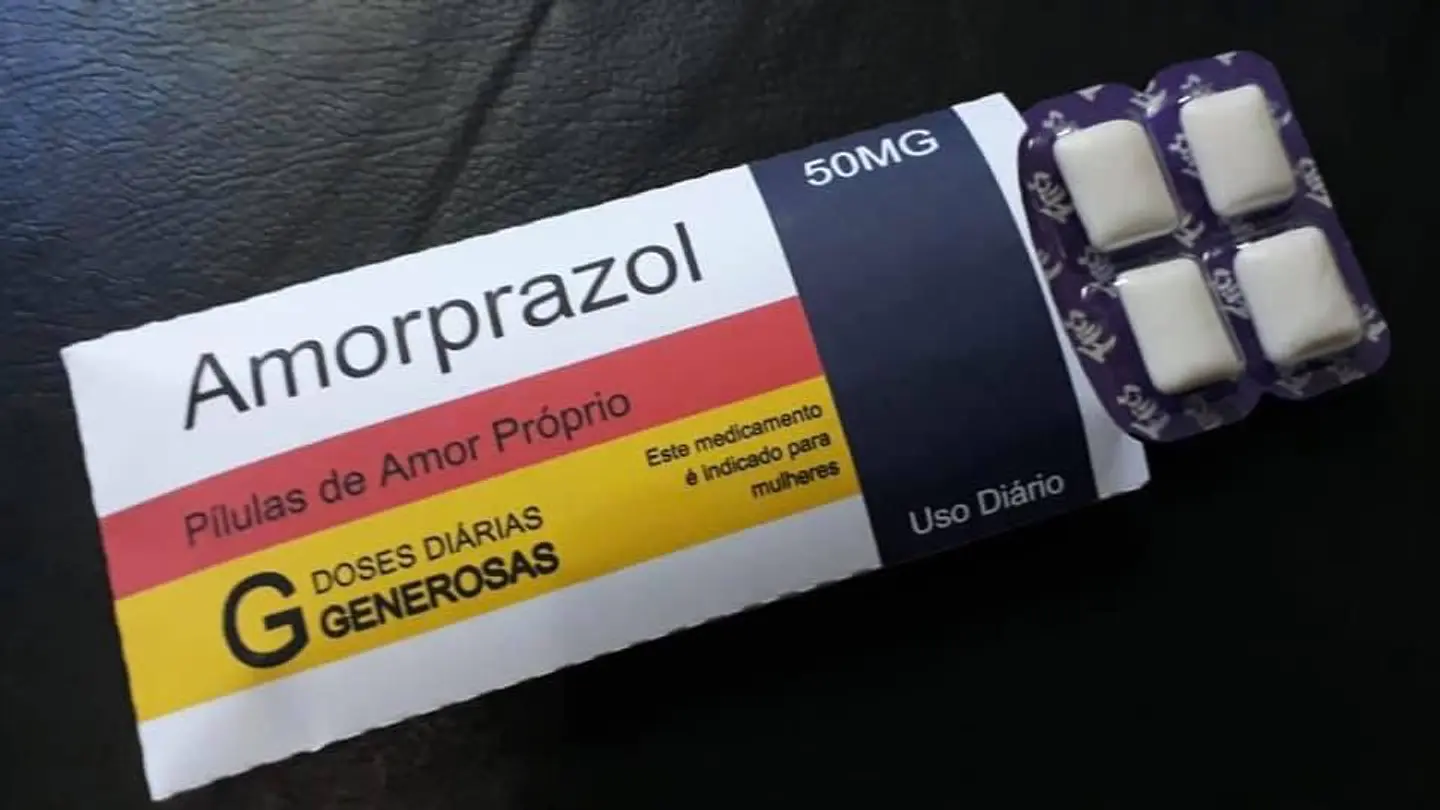 Amorprazol
50MG
Pílulas de Amor Próprio
Este medicamento
é indicado para
mulheres
G DOSES DIÁRIAS
GENEROSAS
Uso Diário